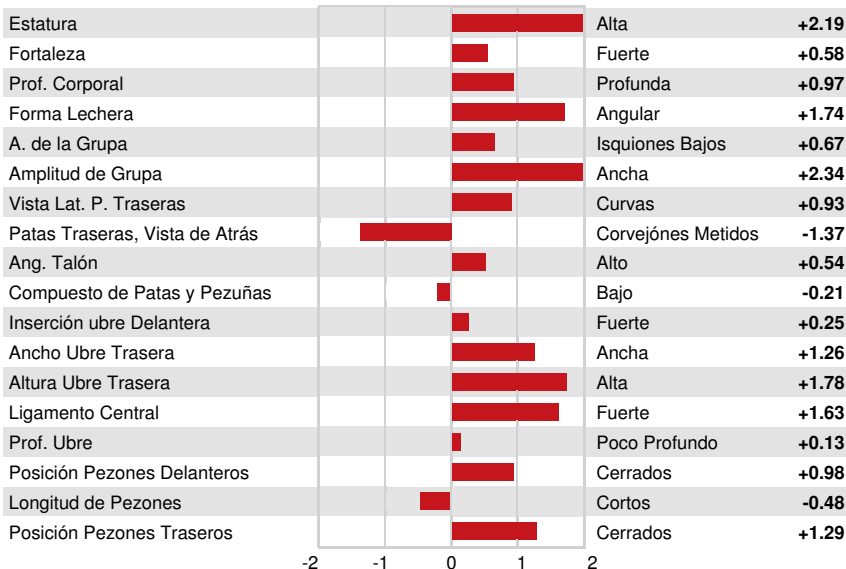 Estatura Alta +2.19
Fortaleza Fuerte +0.58
Prof. Corporal Profunda +0.97
Forma Lechera Angular +1.74
A. de la Grupa Isquiones Bajos +0.67
Amplitud de Grupa Ancha +2.34
Vista Lat. P. Traseras Curvas +0.93
Patas Traseras, Vista de Atrás Corvejónes Metidos -1.37
Ang. Talón Alto +0.54
Compuesto de Patas y Pezuñas Bajo -0.21
Inserción ubre Delantera Fuerte +0.25
Ancho Ubre Trasera Ancha +1.26
Altura Ubre Trasera Alta +1.78
Ligamento Central Fuerte +1.63
Prof. Ubre Poco Profundo +0.13
Posición Pezones Delanteros Cerrados +0.98
Longitud de Pezones Cortos -0.48
Posición Pezones Traseros Cerrados +1.29
-2 -1 0 1 2